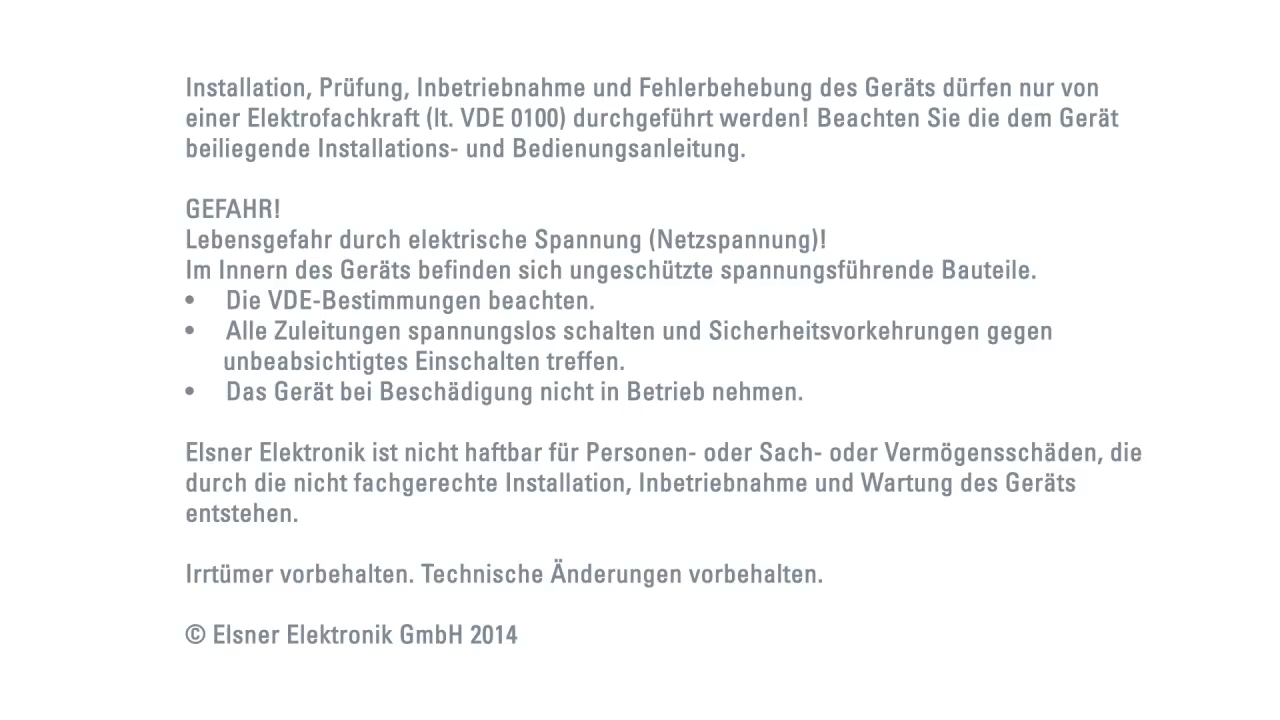 Installation, Prüfung, Inbetriebnahme und Fehlerbehebung des Geräts dürfen nur von
einer Elektrofachkraft (lt. VDE 0100) durchgeführt werden! Beachten Sie die dem Gerät
beiliegende Installations- und Bedienungsanleitung.
GEFAHR!
Lebensgefahr durch elektrische Spannung (Netzspannung)!
Im Innern des Geräts befinden sich ungeschützte spannungsführende Bauteile.
• Die VDE-Bestimmungen beachten.
• Alle Zuleitungen spannungslos schalten und Sicherheitsvorkehrungen gegen
unbeabsichtigtes Einschalten treffen.
• Das Gerät bei Beschädigung nicht in Betrieb nehmen.
Elsner Elektronik ist nicht haftbar für Personen- oder Sach- oder Vermögensschäden, die
durch die nicht fachgerechte Installation, Inbetriebnahme und Wartung des Geräts
entstehen.
Irrtümer vorbehalten. Technische Änderungen vorbehalten.
© Elsner Elektronik GmbH 2014